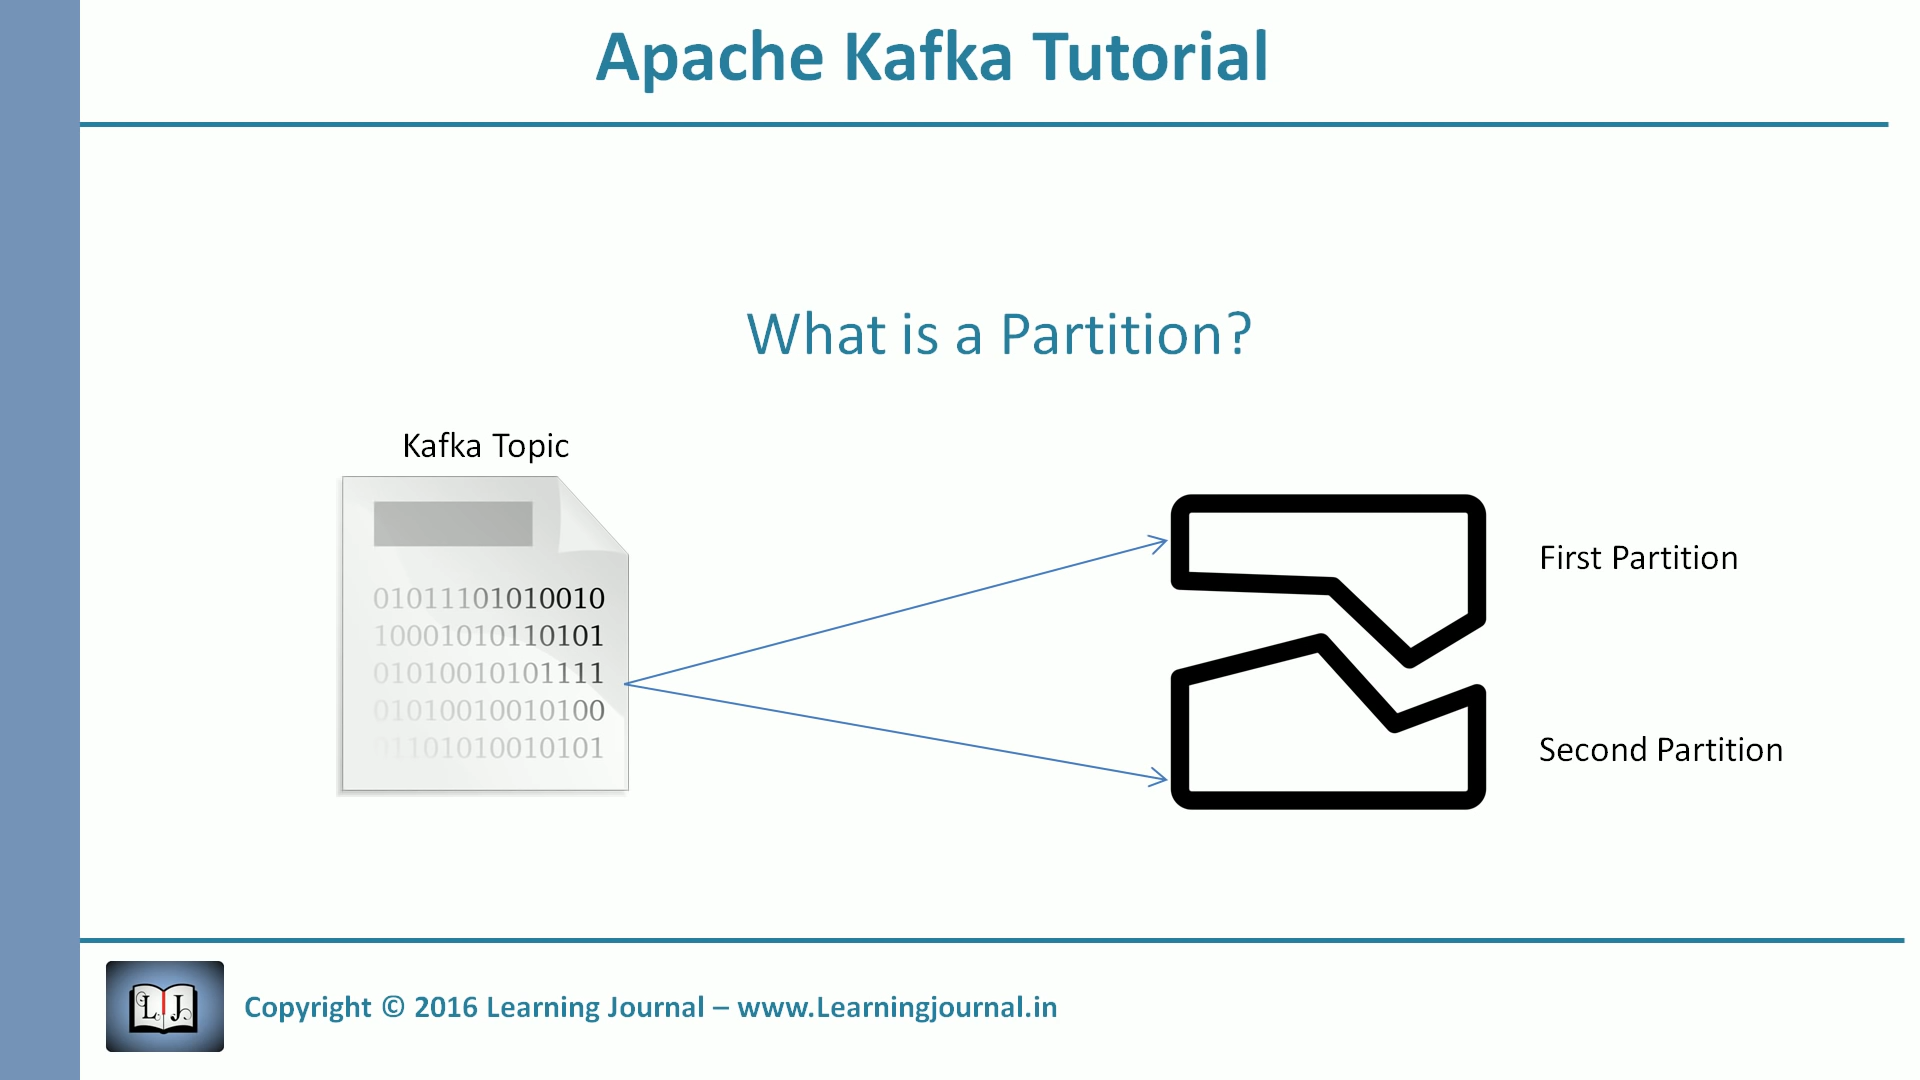 Apache Kafka Tutorial
What is a Partition?
Kafka Topic
01011101010010
10001010110101
01010010101111
01010010010100
01101010010101
First Partition
Second Partition
LJ
Copyright © 2016 Learning Journal – www.Learningjournal.in